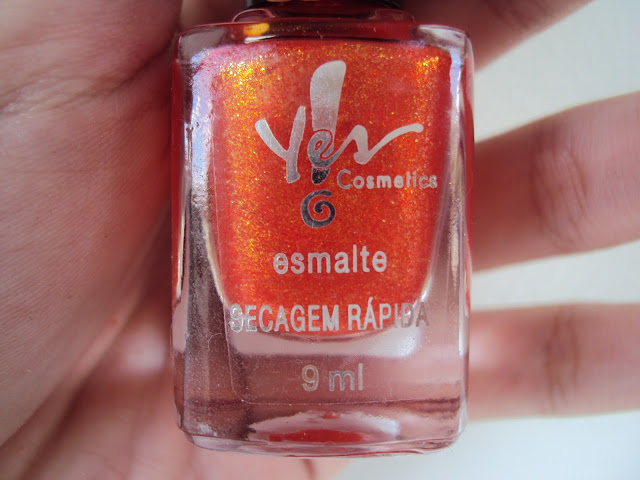 Yes!
Cosmetics
esmalte
SECAGEM RÁPIDA
9 ml